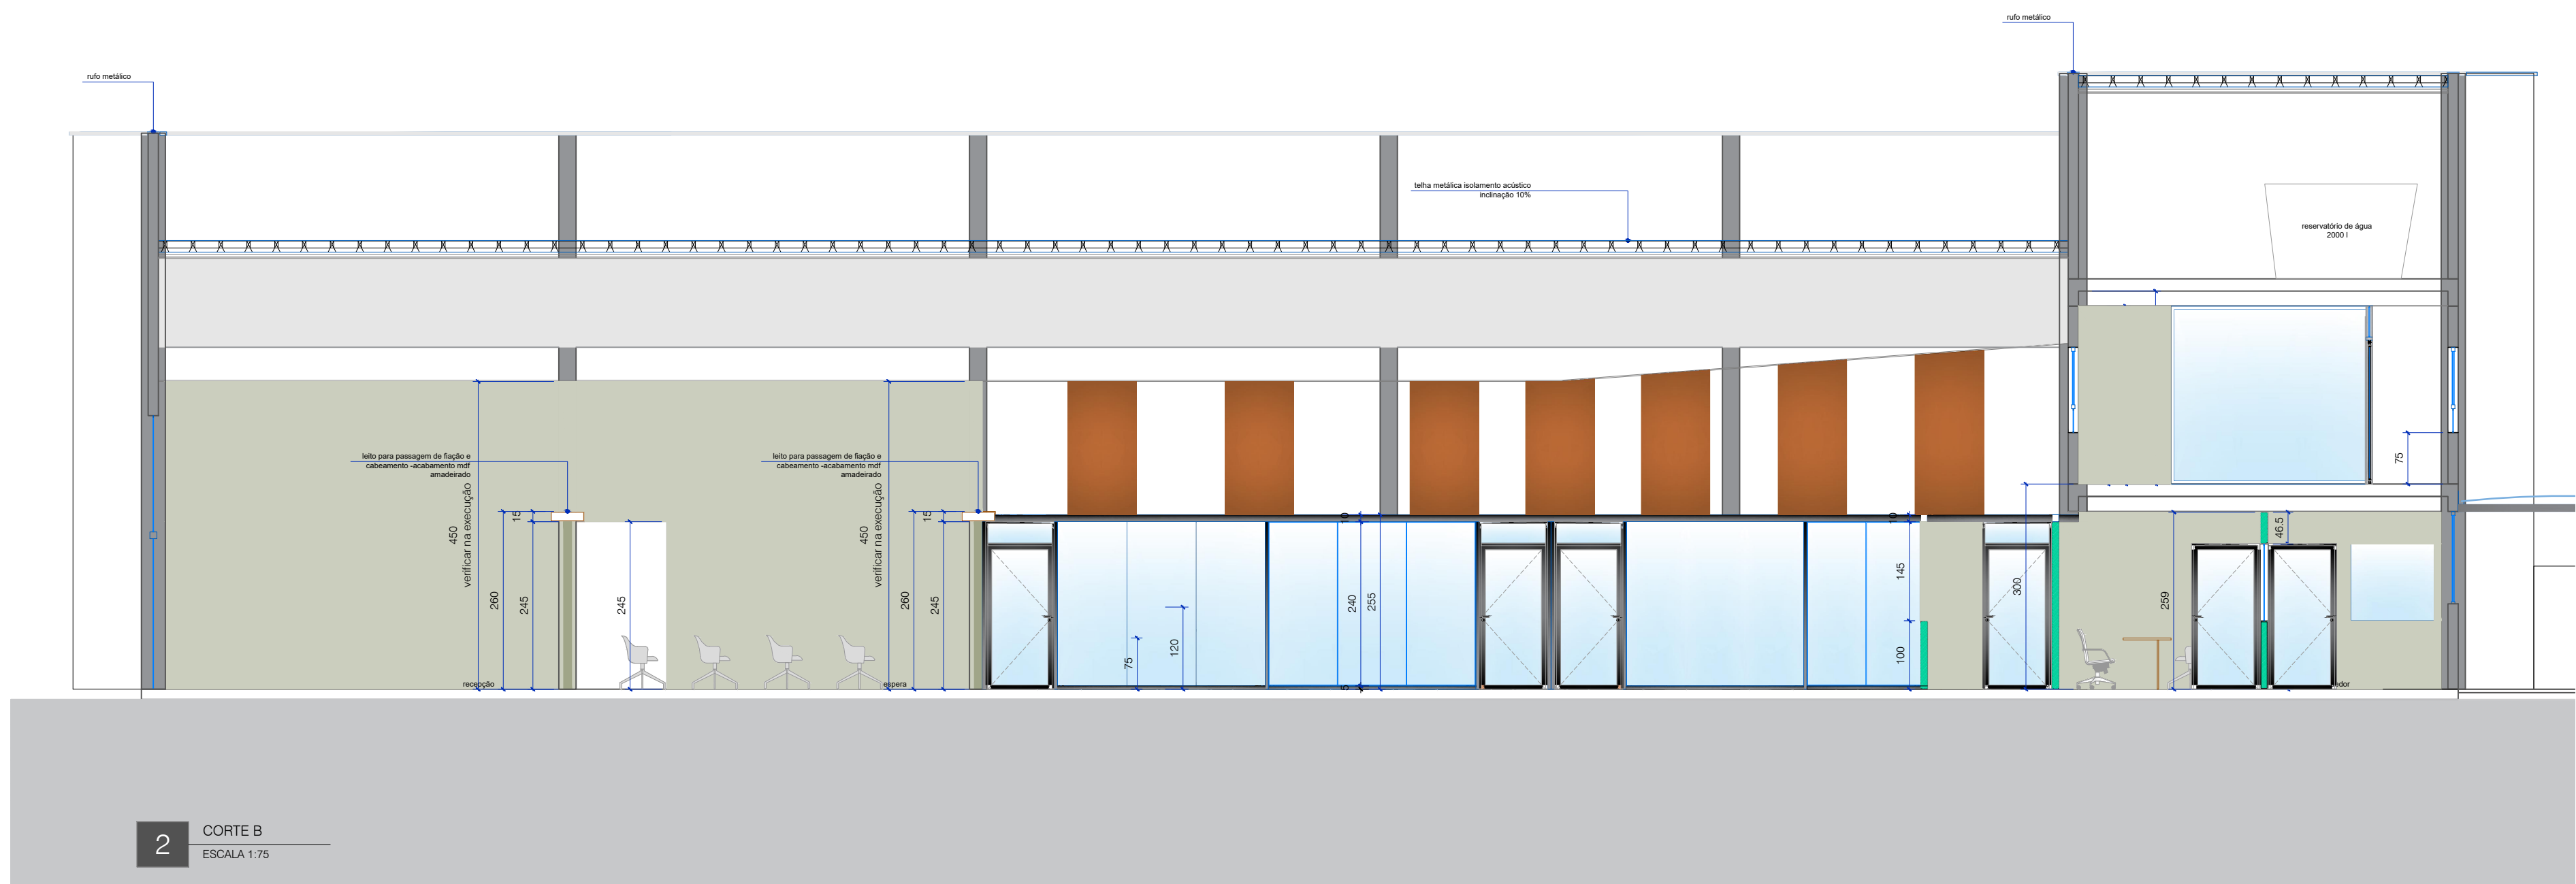 rufo metálico
rufo metálico
telha metálica isolamento acústico
inclinação 10%
reservatório de água
2000 l
leito para passagem de fiação e
cabeamento -acabamento mdf
amadeirado
leito para passagem de fiação e
cabeamento -acabamento mdf
amadeirado
450
verificar na execução
15
260
245
245
450
verificar na execução
15
260
245
75
120
10
240
255
5
10
145
100
300
259
46.5
75
recepção
espera
2
CORTE B
ESCALA 1:75